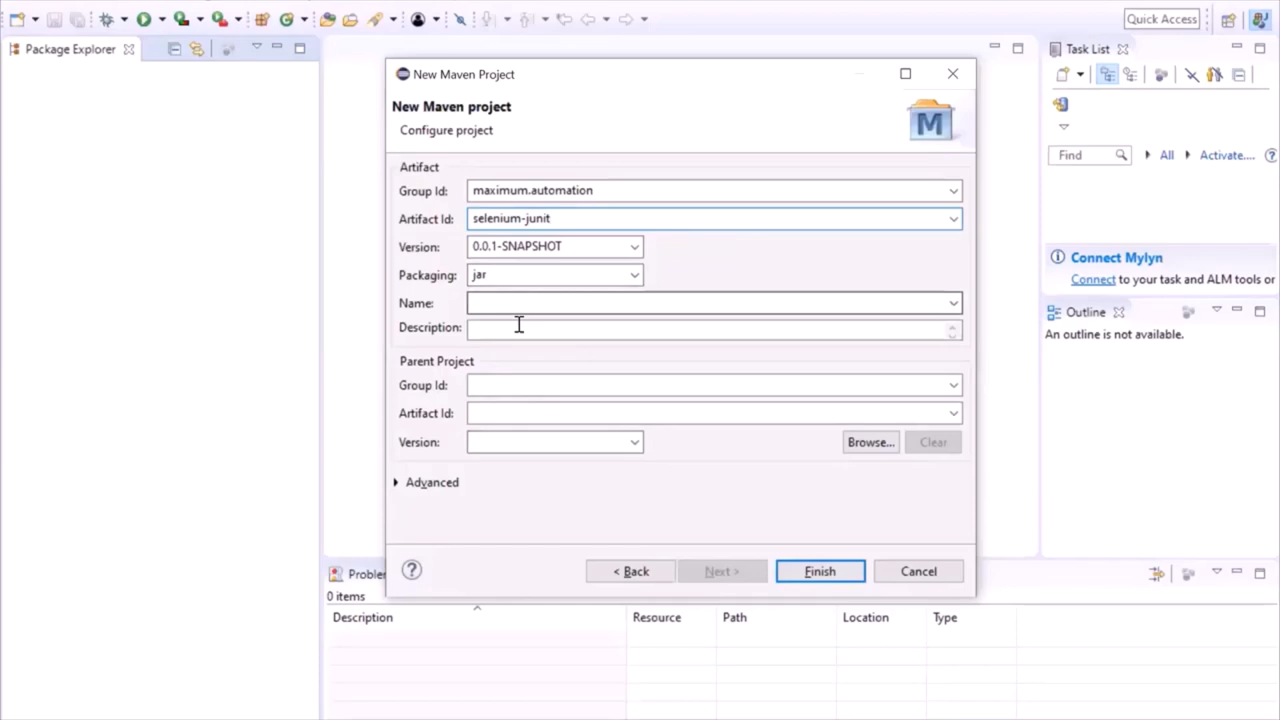 Quick Access
Package Explorer
Task List
New Maven Project
New Maven project
M
Configure project
Artifact
Group Id: maximum.automation
Artifact Id: selenium-junit
Version: 0.0.1-SNAPSHOT
Packaging: jar
Name:
Description:
Parent Project
Group Id:
Artifact Id:
Version:
Browse... Clear
Advanced
? < Back Next > Finish Cancel
Find All Activate.... ?
Connect Mylyn
Connect to your task and ALM tools or
Outline
An outline is not available.
Probler
0 items
Description Resource Path Location Type